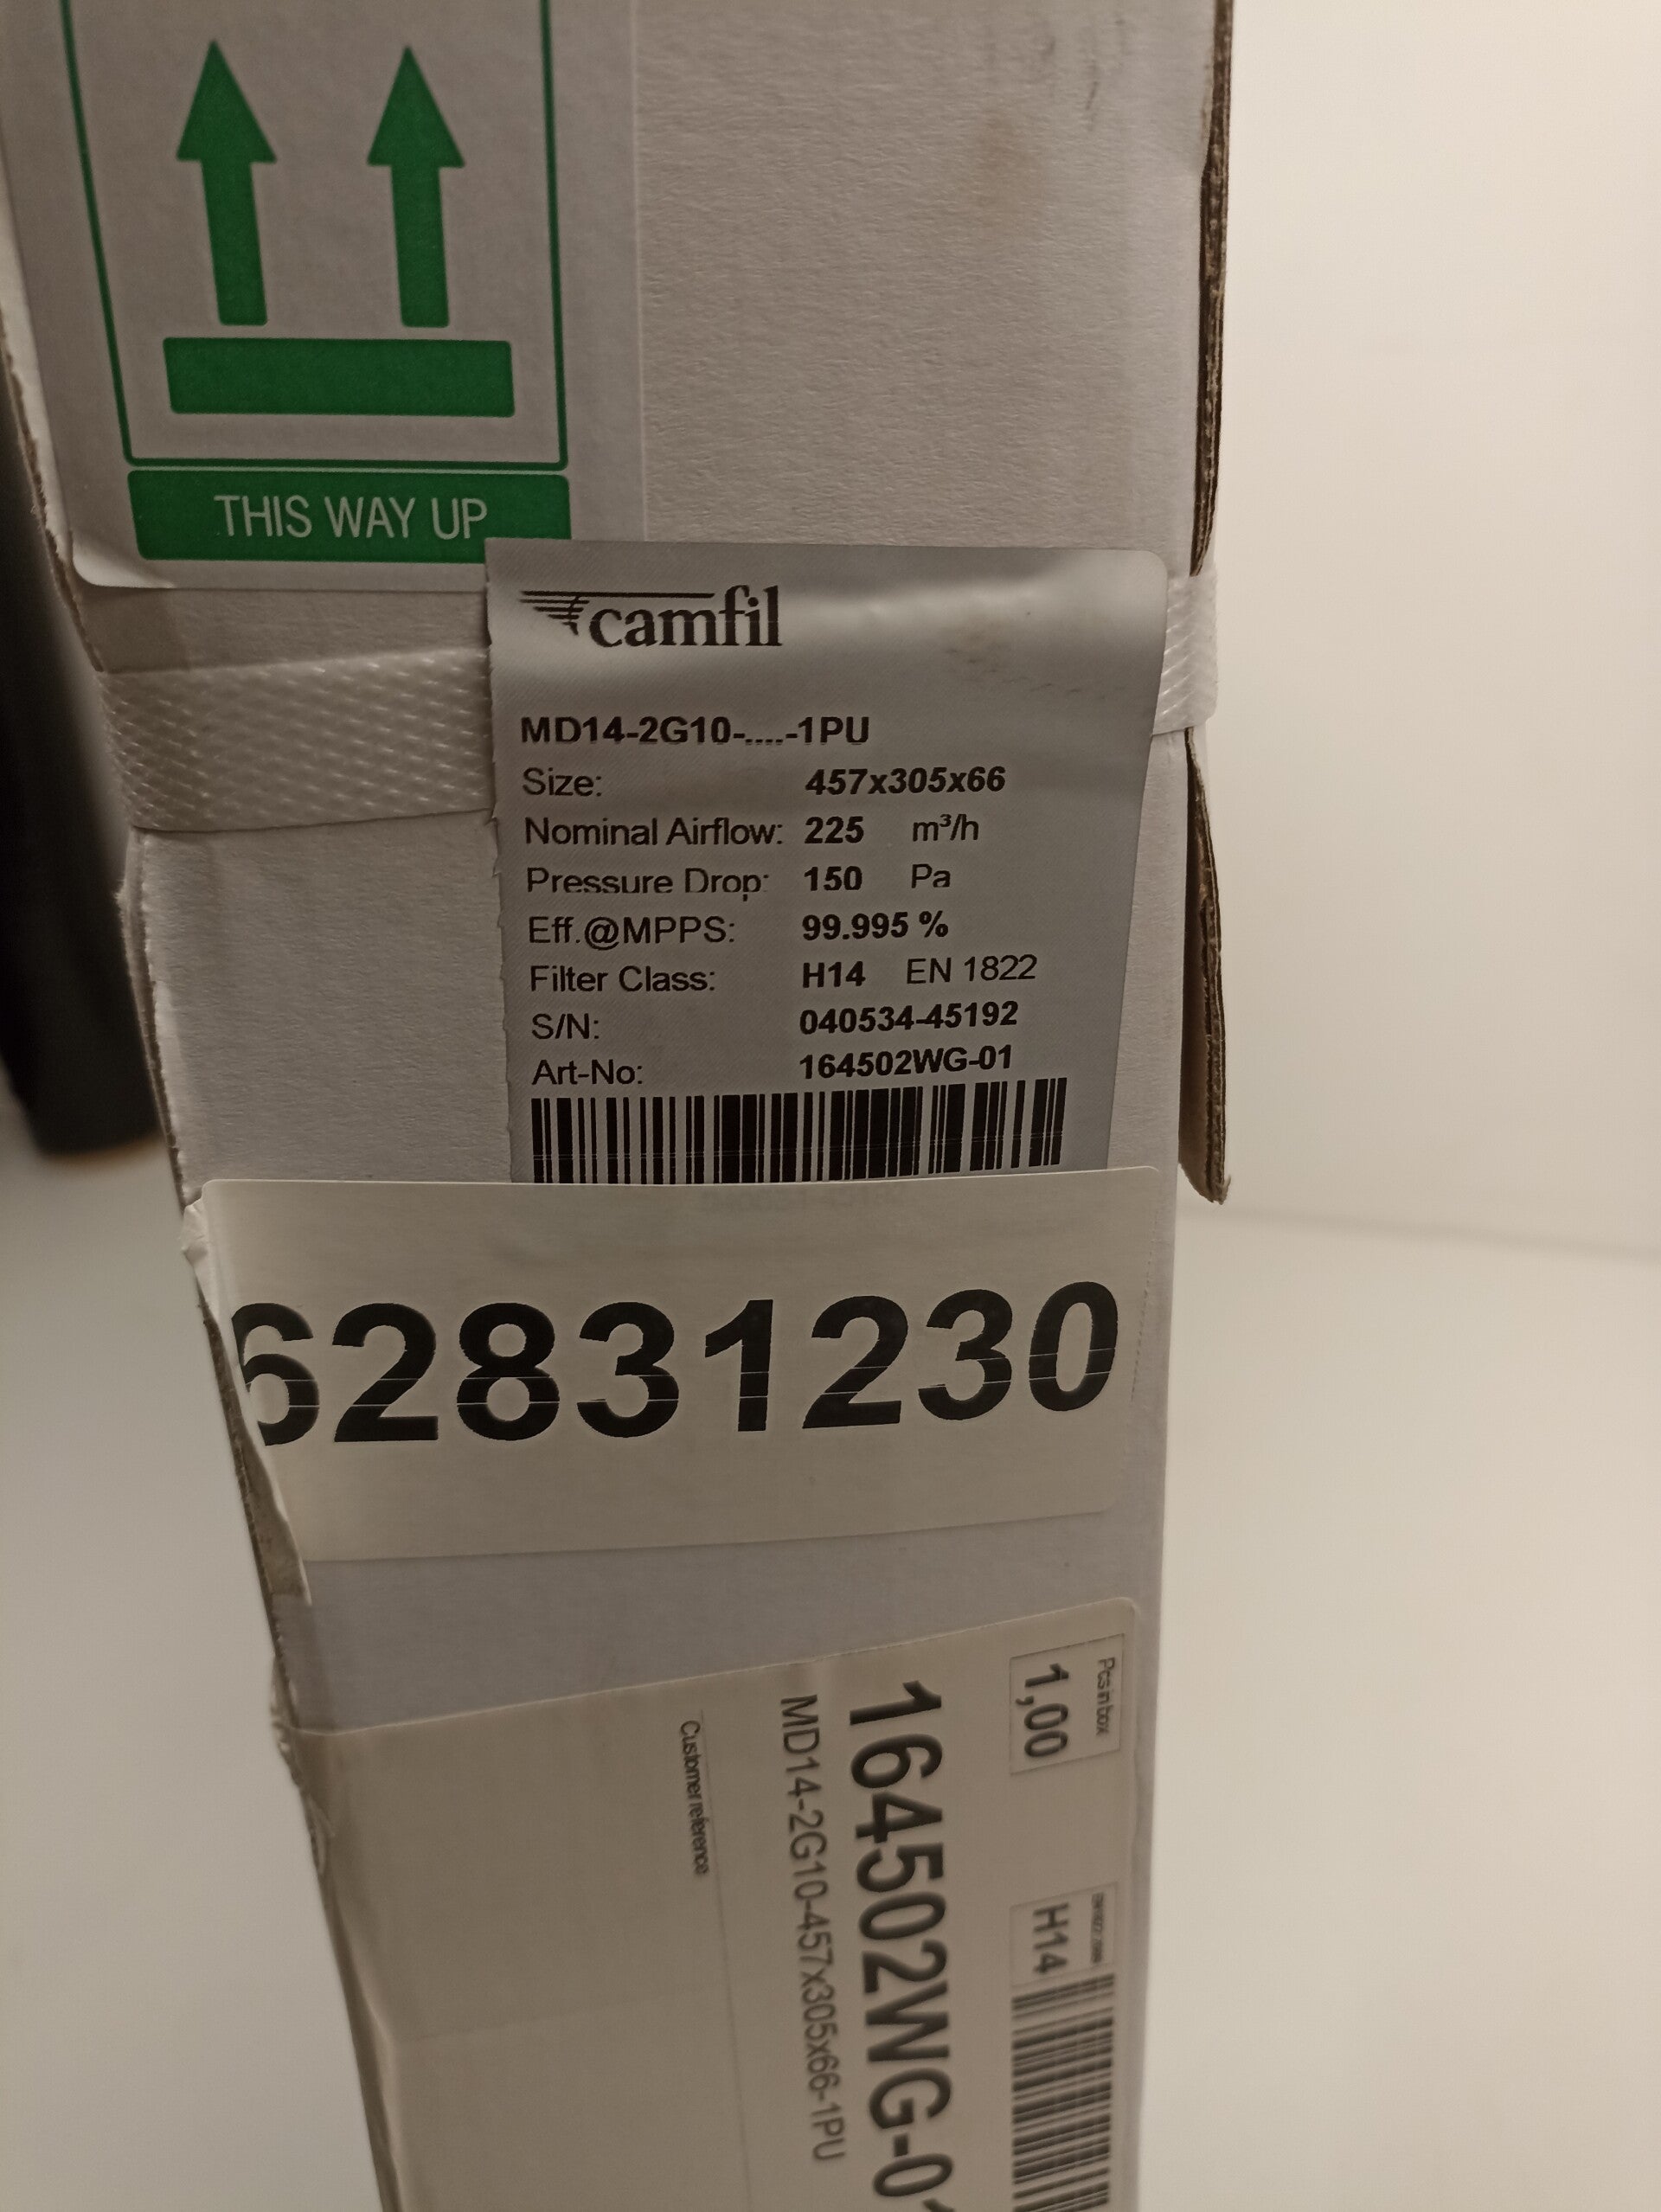 THIS WAY UP
camfil
MD14-2G10-....-1PU
Size: 457x305x66
Nominal Airflow: 225 m³/h
Pressure Drop: 150 Pa
Eff.@MPPS: 99.995 %
Filter Class: H14 EN 1822
S/N: 040534-45192
Art-No: 164502WG-01
62831230
Pcs in box
1,00
H14
164502WG-01
MD14-2G10-457x305x66-1PU
Customer reference